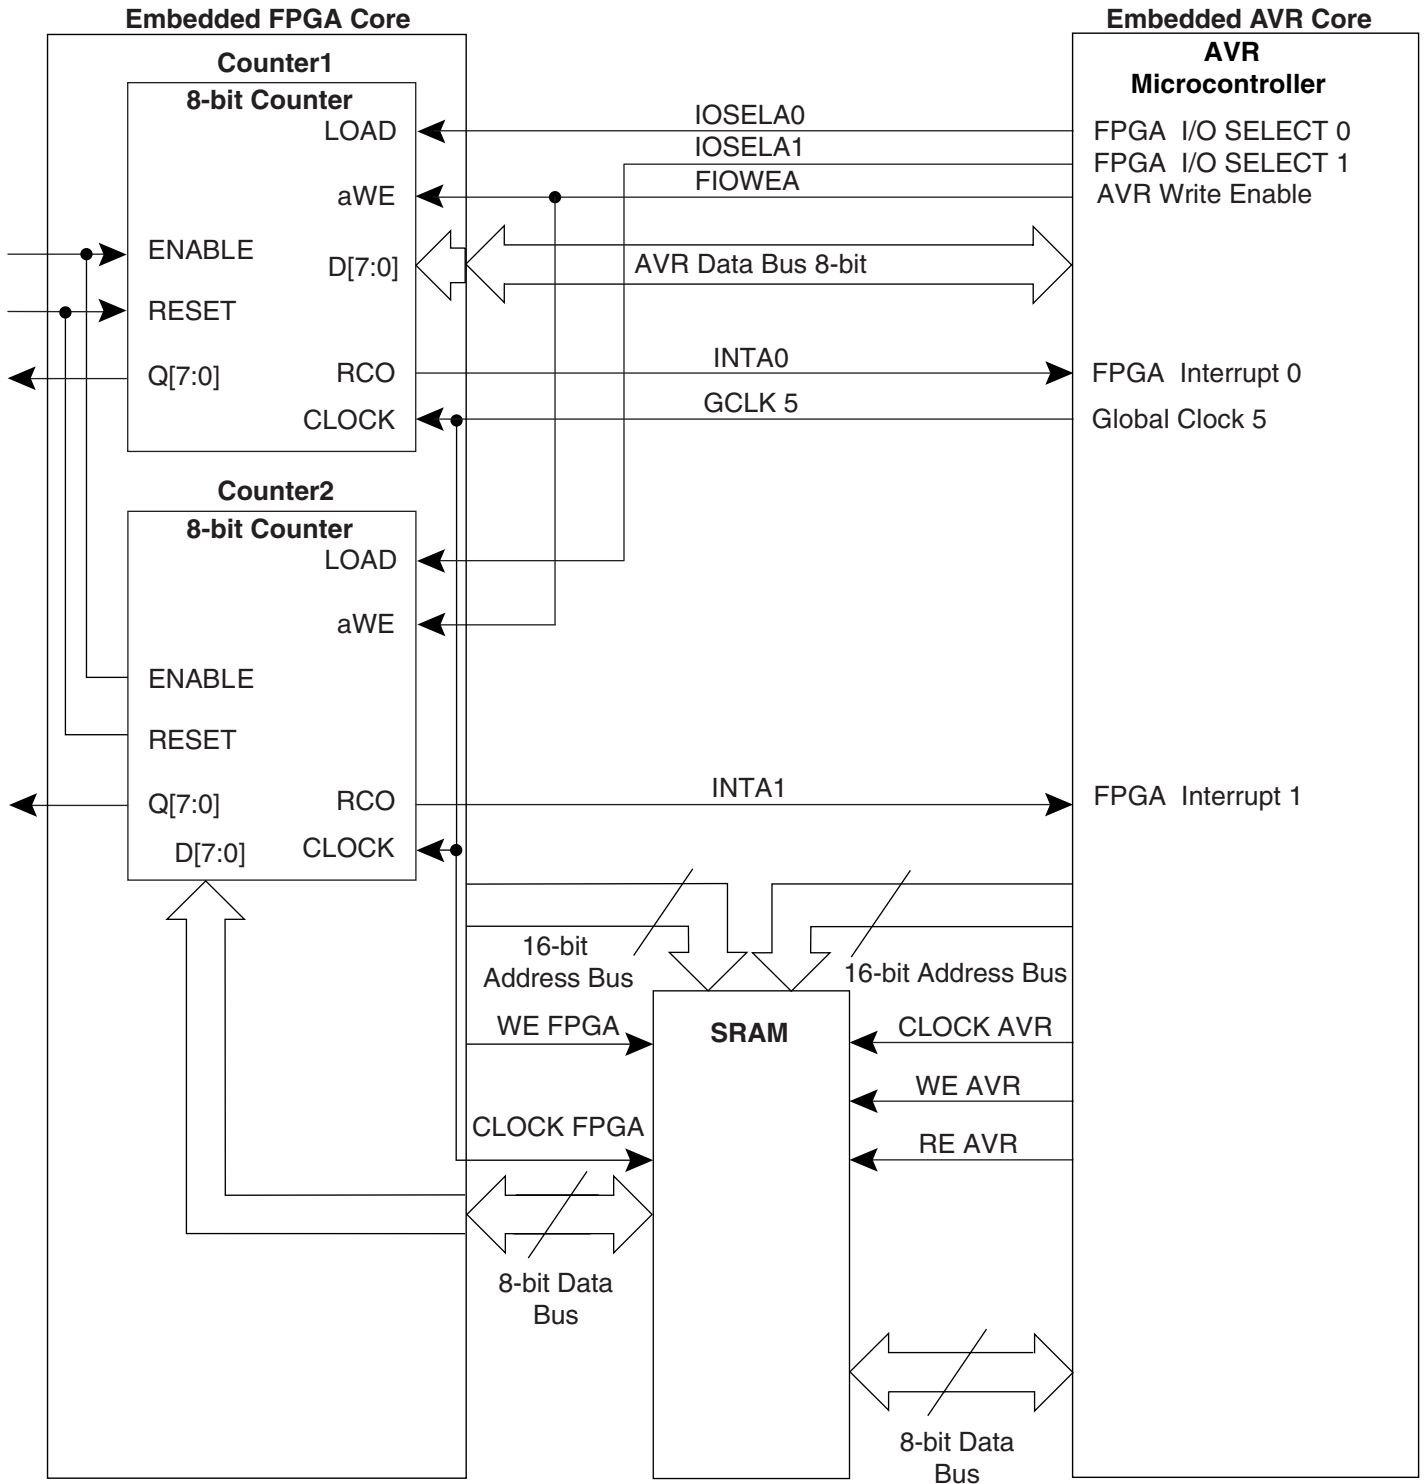 Embedded FPGA Core
Embedded AVR Core
Counter1
8-bit Counter
LOAD
aWE
ENABLE
D[7:0]
RESET
Q[7:0]
RCO
CLOCK
IOSELA0
IOSELA1
FIOWEA
AVR Data Bus 8-bit
INTA0
GCLK 5
AVR
Microcontroller
FPGA I/O SELECT 0
FPGA I/O SELECT 1
AVR Write Enable
FPGA Interrupt 0
Global Clock 5
Counter2
8-bit Counter
LOAD
aWE
ENABLE
RESET
Q[7:0]
RCO
D[7:0]
CLOCK
INTA1
FPGA Interrupt 1
16-bit
Address Bus
16-bit Address Bus
WE FPGA
SRAM
CLOCK AVR
WE AVR
CLOCK FPGA
RE AVR
8-bit Data
Bus
8-bit Data
Bus